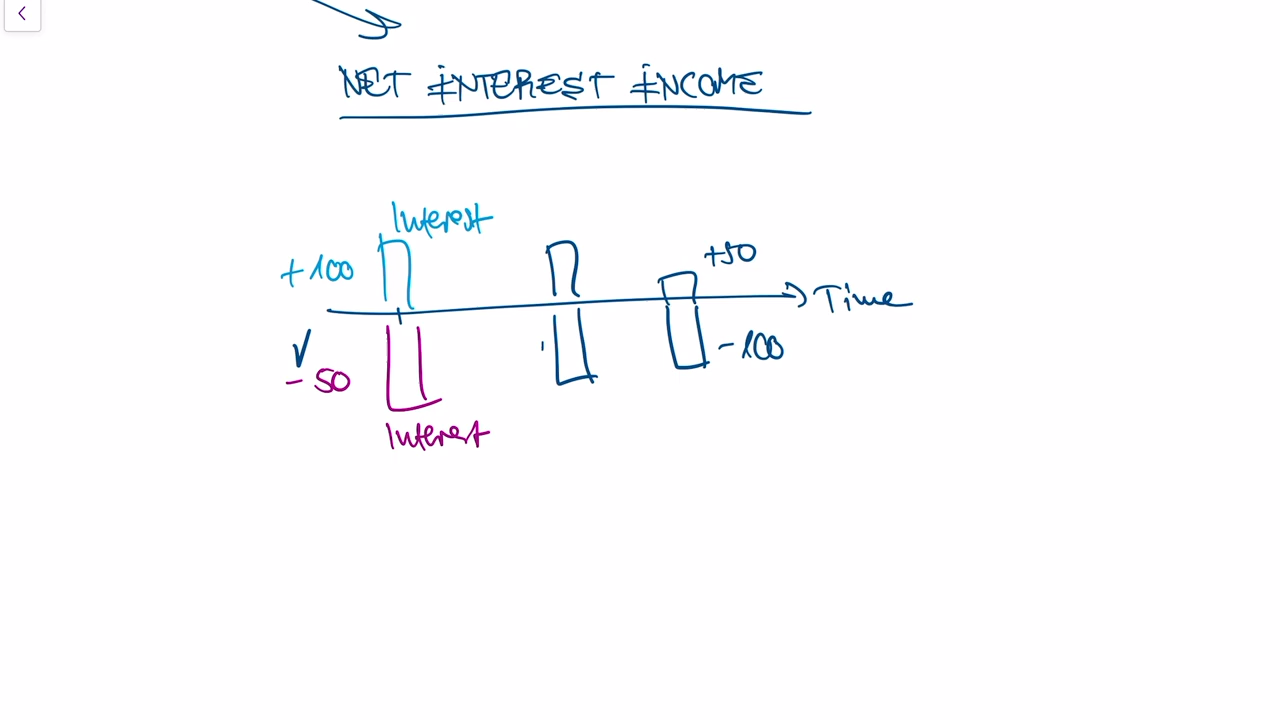 NET INTEREST INCOME
Interest
+100
+50
Time
-100
- 50
Interest